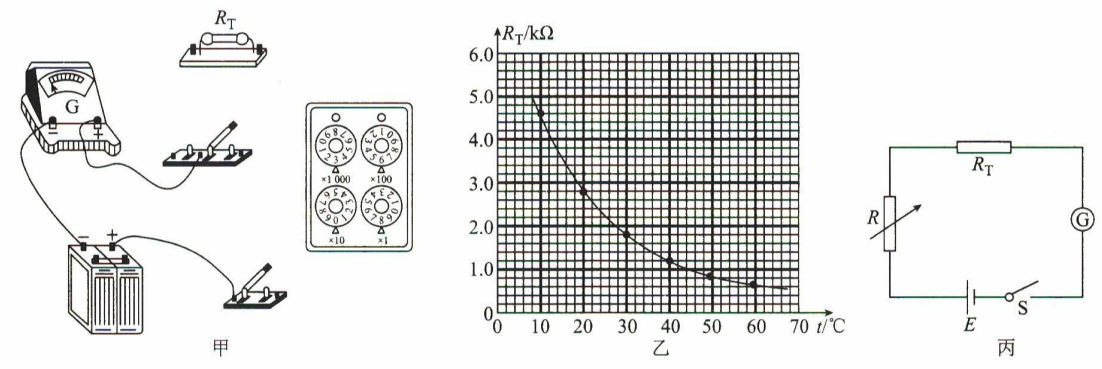 R_T
G
×1 000
×100
×10
×1
− +
甲
R_T/kΩ
6.0
5.0
4.0
3.0
2.0
1.0
0
10 20 30 40 50 60 70 t/℃
乙
R_T
R
G
E
S
丙